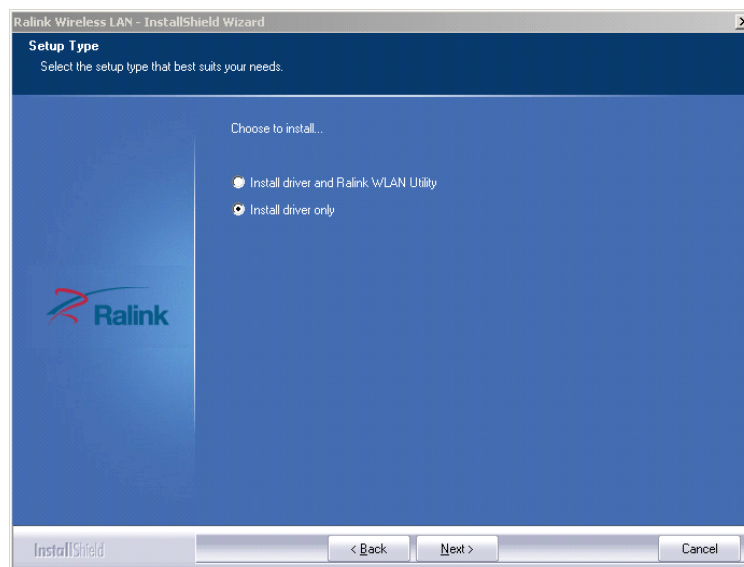 Ralink Wireless LAN - InstallShield Wizard
Setup Type
Select the setup type that best suits your needs.
Choose to install...
Install driver and Ralink WLAN Utility
Install driver only
Ralink
InstallShield
< Back
Next >
Cancel